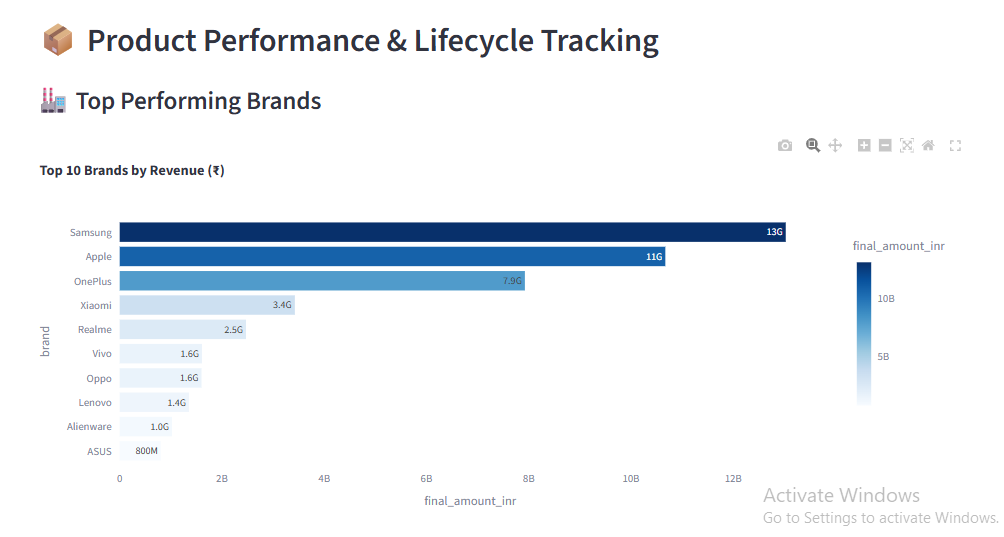 Product Performance & Lifecycle Tracking
Top Performing Brands
Top 10 Brands by Revenue (₹)
final_amount_inr
10B
5B
brand
Samsung 13G
Apple 11G
OnePlus 7.9G
Xiaomi 3.4G
Realme 2.5G
Vivo 1.6G
Oppo 1.6G
Lenovo 1.4G
Alienware 1.0G
ASUS 800M
0 2B 4B 6B 8B 10B 12B
final_amount_inr
Activate Windows
Go to Settings to activate Windows.